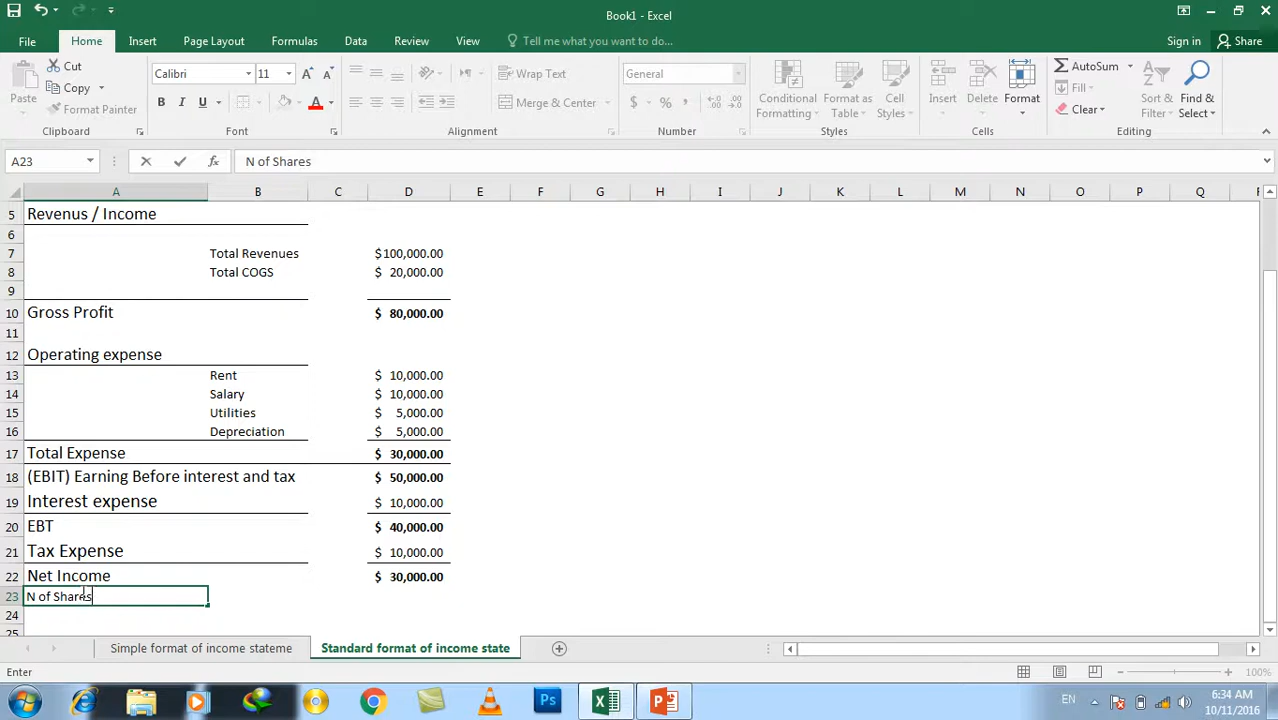 Book1 - Excel
File Home Insert Page Layout Formulas Data Review View Tell me what you want to do... Sign in Share
Paste Cut Copy Format Painter Clipboard
Calibri 11 A A B I U A Font
Wrap Text Merge & Center Alignment
General $ % , Number
Conditional Formatting Format as Table Cell Styles Styles
Insert Delete Format Cells
AutoSum Fill Clear Sort & Filter Find & Select Editing
A23 fx N of Shares
A B C D E F G H I J K L M N O P Q
5 Revenus / Income
6
7 Total Revenues $100,000.00
8 Total COGS $ 20,000.00
9
10 Gross Profit $ 80,000.00
11
12 Operating expense
13 Rent $ 10,000.00
14 Salary $ 10,000.00
15 Utilities $ 5,000.00
16 Depreciation $ 5,000.00
17 Total Expense $ 30,000.00
18 (EBIT) Earning Before interest and tax $ 50,000.00
19 Interest expense $ 10,000.00
20 EBT $ 40,000.00
21 Tax Expense $ 10,000.00
22 Net Income $ 30,000.00
23 N of Shares
24
25
Simple format of income stateme Standard format of income state
Enter 100%
Ps EN 6:34 AM
10/11/2016